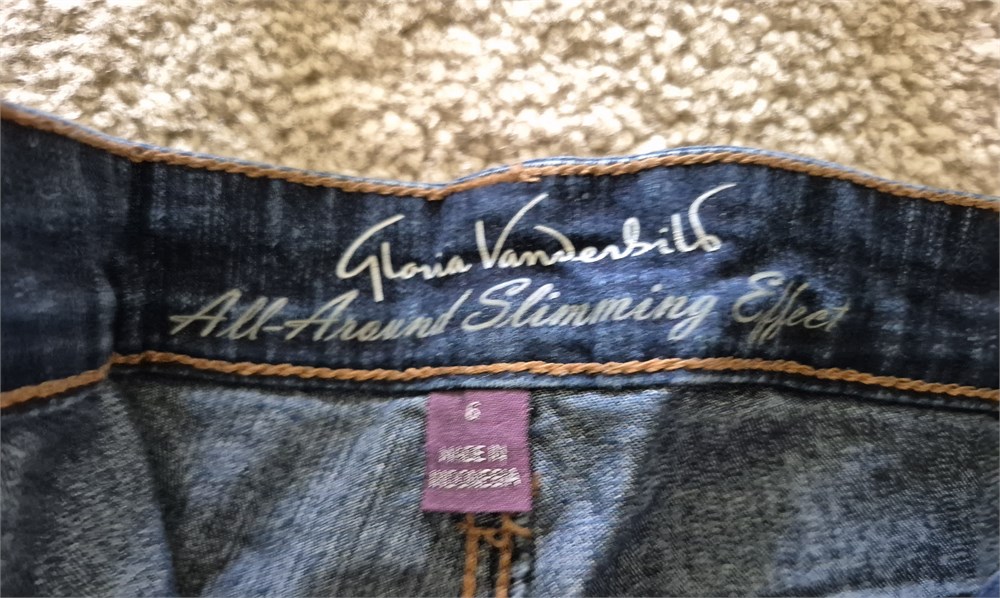 Gloria Vanderbilt
All-Around Slimming Effect
6
MADE IN
INDONESIA